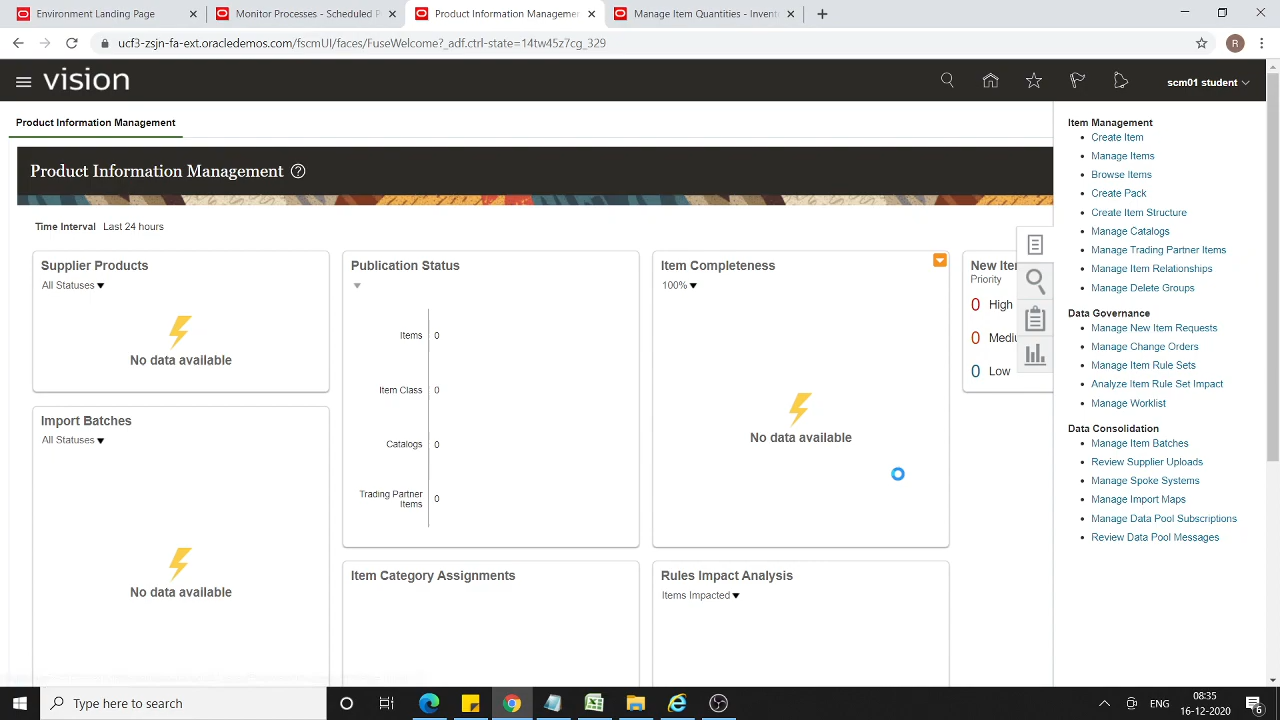 Environment Landing Page
Monitor Processes - Scheduled P
Product Information Managemen
Manage Item Quantities - Invent
ucf3-zsjn-fa-ext.oracledemos.com/fscmUI/faces/FuseWelcome?_adf.ctrl-state=14tw45z7cg_329
R
vision
scm01 student
Product Information Management
Product Information Management
Time Interval Last 24 hours
Supplier Products
All Statuses
No data available
Import Batches
All Statuses
No data available
Publication Status
Items 0
Item Class 0
Catalogs 0
Trading Partner
Items 0
Item Category Assignments
Item Completeness
100%
No data available
Rules Impact Analysis
Items Impacted
New Iter
Priority
0 High
0 Mediu
0 Low
Item Management
Create Item
Manage Items
Browse Items
Create Pack
Create Item Structure
Manage Catalogs
Manage Trading Partner Items
Manage Item Relationships
Manage Delete Groups
Data Governance
Manage New Item Requests
Manage Change Orders
Manage Item Rule Sets
Analyze Item Rule Set Impact
Manage Worklist
Data Consolidation
Manage Item Batches
Review Supplier Uploads
Manage Spoke Systems
Manage Import Maps
Manage Data Pool Subscriptions
Review Data Pool Messages
Type here to search
ENG
08:35
16-12-2020
6